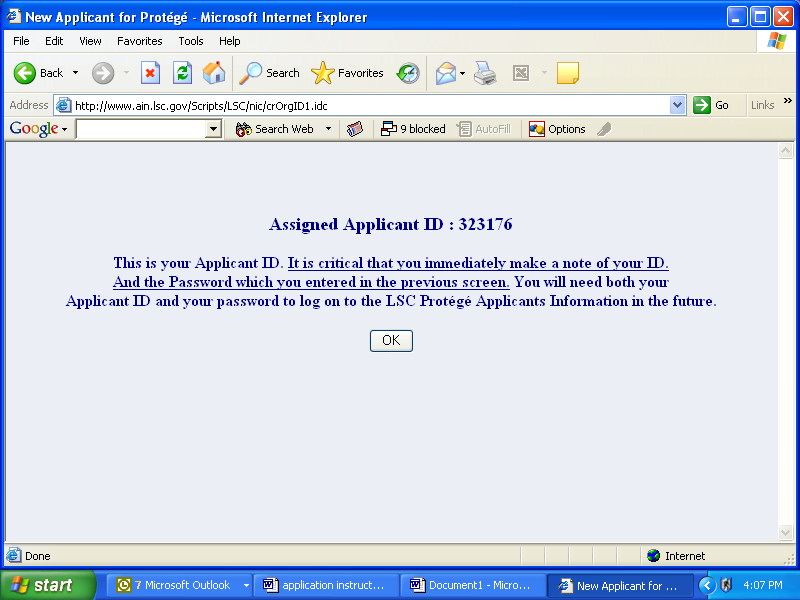 New Applicant for Protégé - Microsoft Internet Explorer
File Edit View Favorites Tools Help
Back Search Favorites
Address http://www.ain.lsc.gov/Scripts/LSC/nic/crOrgID1.idc Go Links »
Google Search Web 9 blocked AutoFill Options
Assigned Applicant ID : 323176
This is your Applicant ID. It is critical that you immediately make a note of your ID.
And the Password which you entered in the previous screen. You will need both your
Applicant ID and your password to log on to the LSC Protégé Applicants Information in the future.
OK
Done Internet
start 7 Microsoft Outlook application instruct... Document1 - Micro... New Applicant for ... 4:07 PM